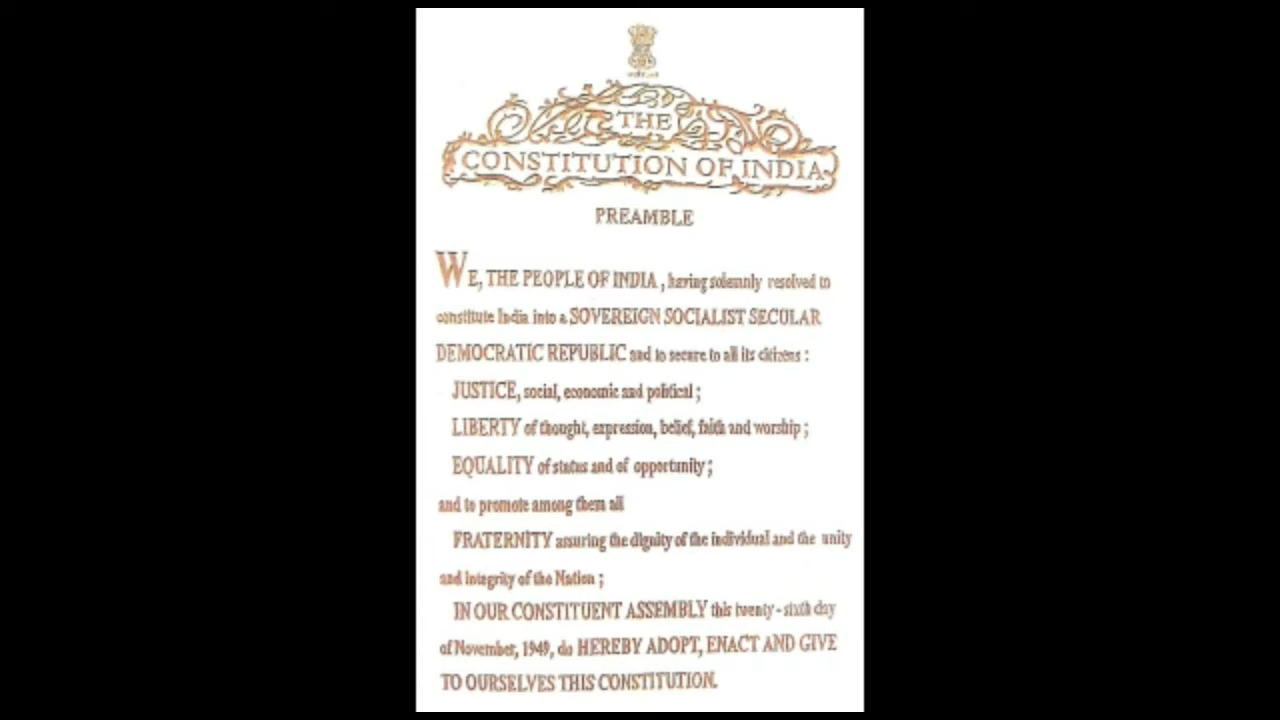 THE
CONSTITUTION OF INDIA
PREAMBLE
WE, THE PEOPLE OF INDIA , having solemnly resolved to
constitute India into a SOVEREIGN SOCIALIST SECULAR
DEMOCRATIC REPUBLIC and to secure to all its citizens :
JUSTICE, social, economic and political ;
LIBERTY of thought, expression, belief, faith and worship ;
EQUALITY of status and of opportunity ;
and to promote among them all
FRATERNITY assuring the dignity of the individual and the unity
and integrity of the Nation ;
IN OUR CONSTITUENT ASSEMBLY this twenty - sixth day
of November, 1949, do HEREBY ADOPT, ENACT AND GIVE
TO OURSELVES THIS CONSTITUTION.